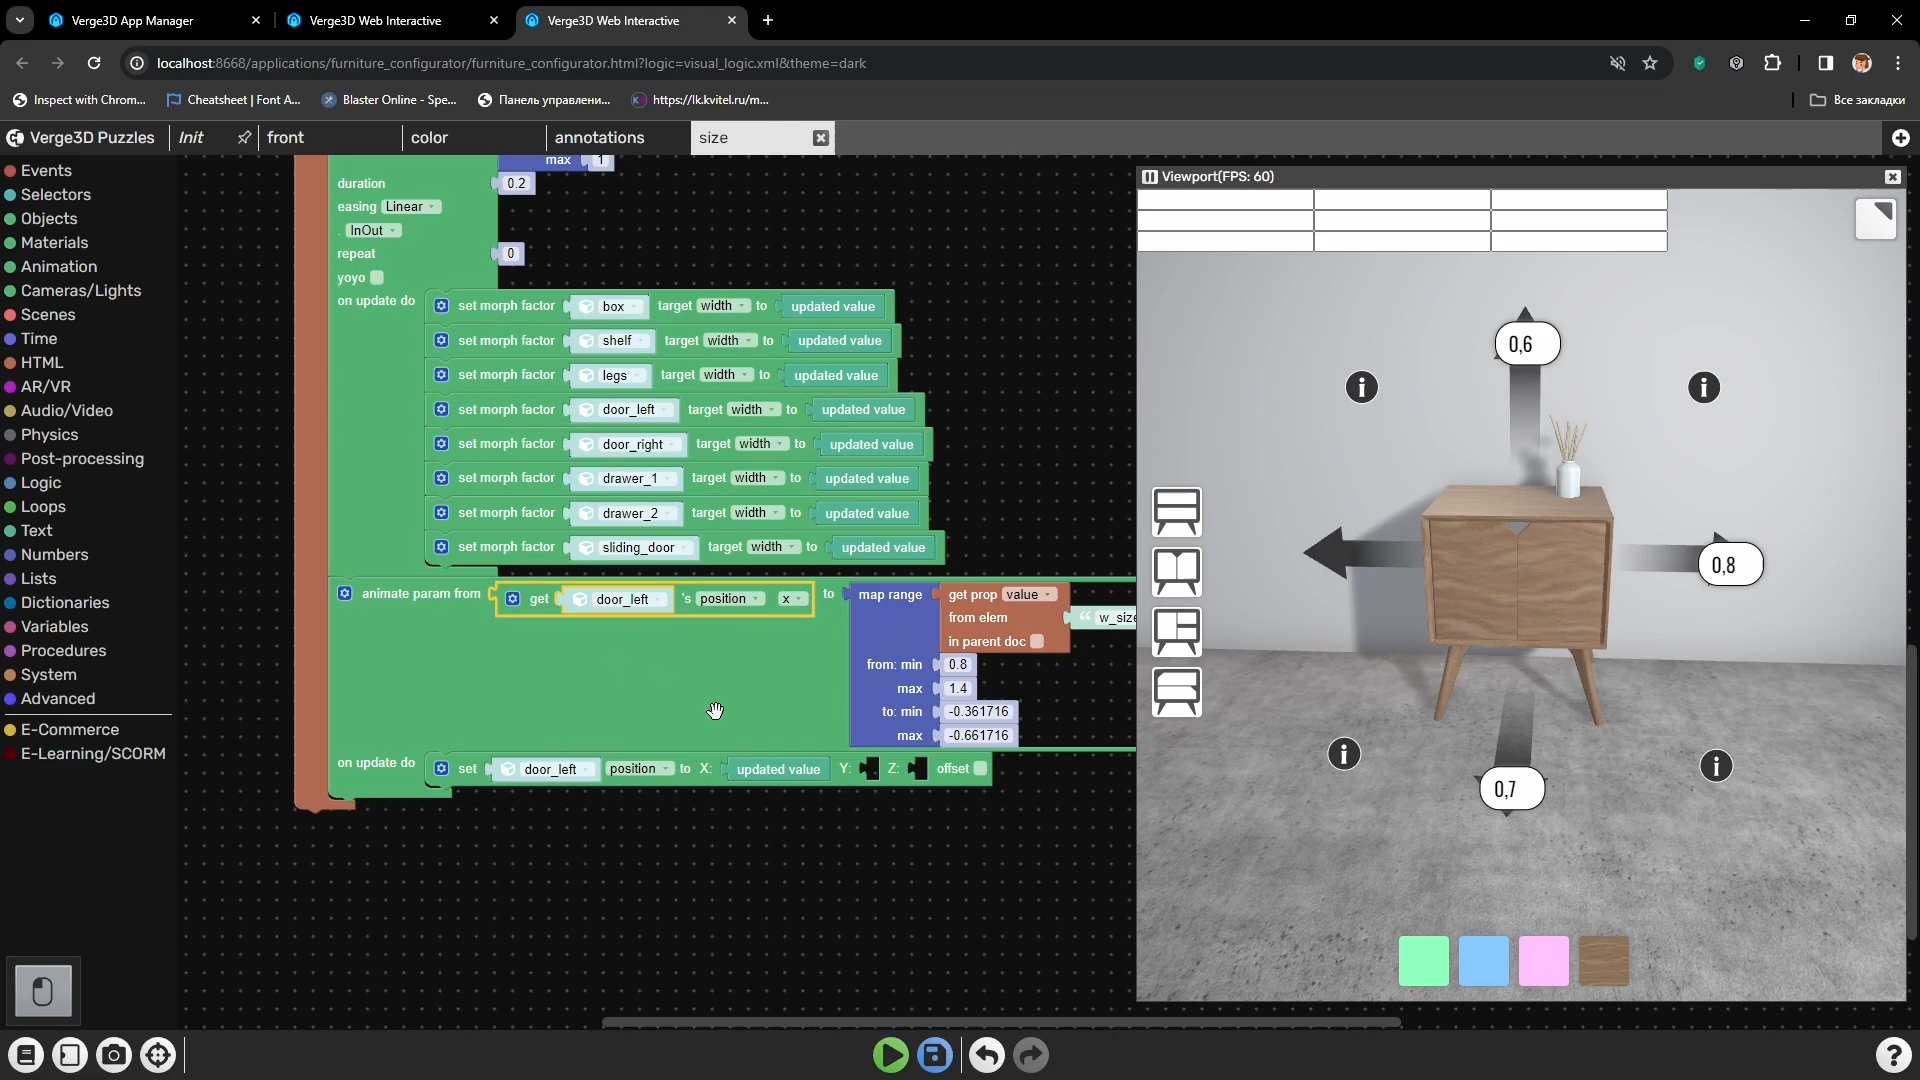 Verge3D App Manager
Verge3D Web Interactive
Verge3D Web Interactive
localhost:8668/applications/furniture_configurator/furniture_configurator.html?logic=visual_logic.xml&theme=dark
Inspect with Chrom...
Cheatsheet | Font A...
Blaster Online - Spe...
Панель управлени...
https://lk.kvitel.ru/m...
Все закладки
Verge3D Puzzles
Init
front
color
annotations
size
Events
Selectors
Objects
Materials
Animation
Cameras/Lights
Scenes
Time
HTML
AR/VR
Audio/Video
Physics
Post-processing
Logic
Loops
Text
Numbers
Lists
Dictionaries
Variables
Procedures
System
Advanced
E-Commerce
E-Learning/SCORM
max 1
duration 0.2
easing Linear
. InOut
repeat 0
yoyo
on update do
set morph factor box target width to updated value
set morph factor shelf target width to updated value
set morph factor legs target width to updated value
set morph factor door_left target width to updated value
set morph factor door_right target width to updated value
set morph factor drawer_1 target width to updated value
set morph factor drawer_2 target width to updated value
set morph factor sliding_door target width to updated value
animate param from get door_left 's position x to map range get prop value
from elem “ w_size
in parent doc
from: min 0.8
max 1.4
to: min -0.361716
max -0.661716
on update do set door_left position to X: updated value Y: Z: offset
Viewport(FPS: 60)
0,6
i
i
0,8
i
i
0,7
?